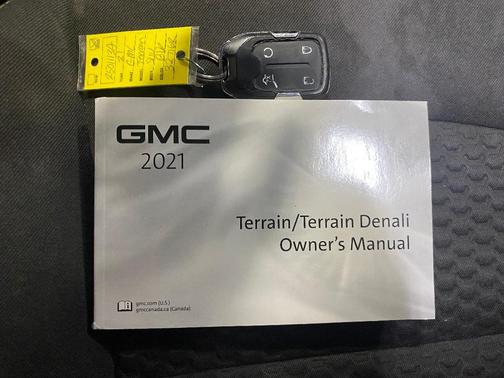 GMC
2021
Terrain/Terrain Denali
Owner's Manual
gmc.com (U.S.)
gmccanada.ca (Canada)